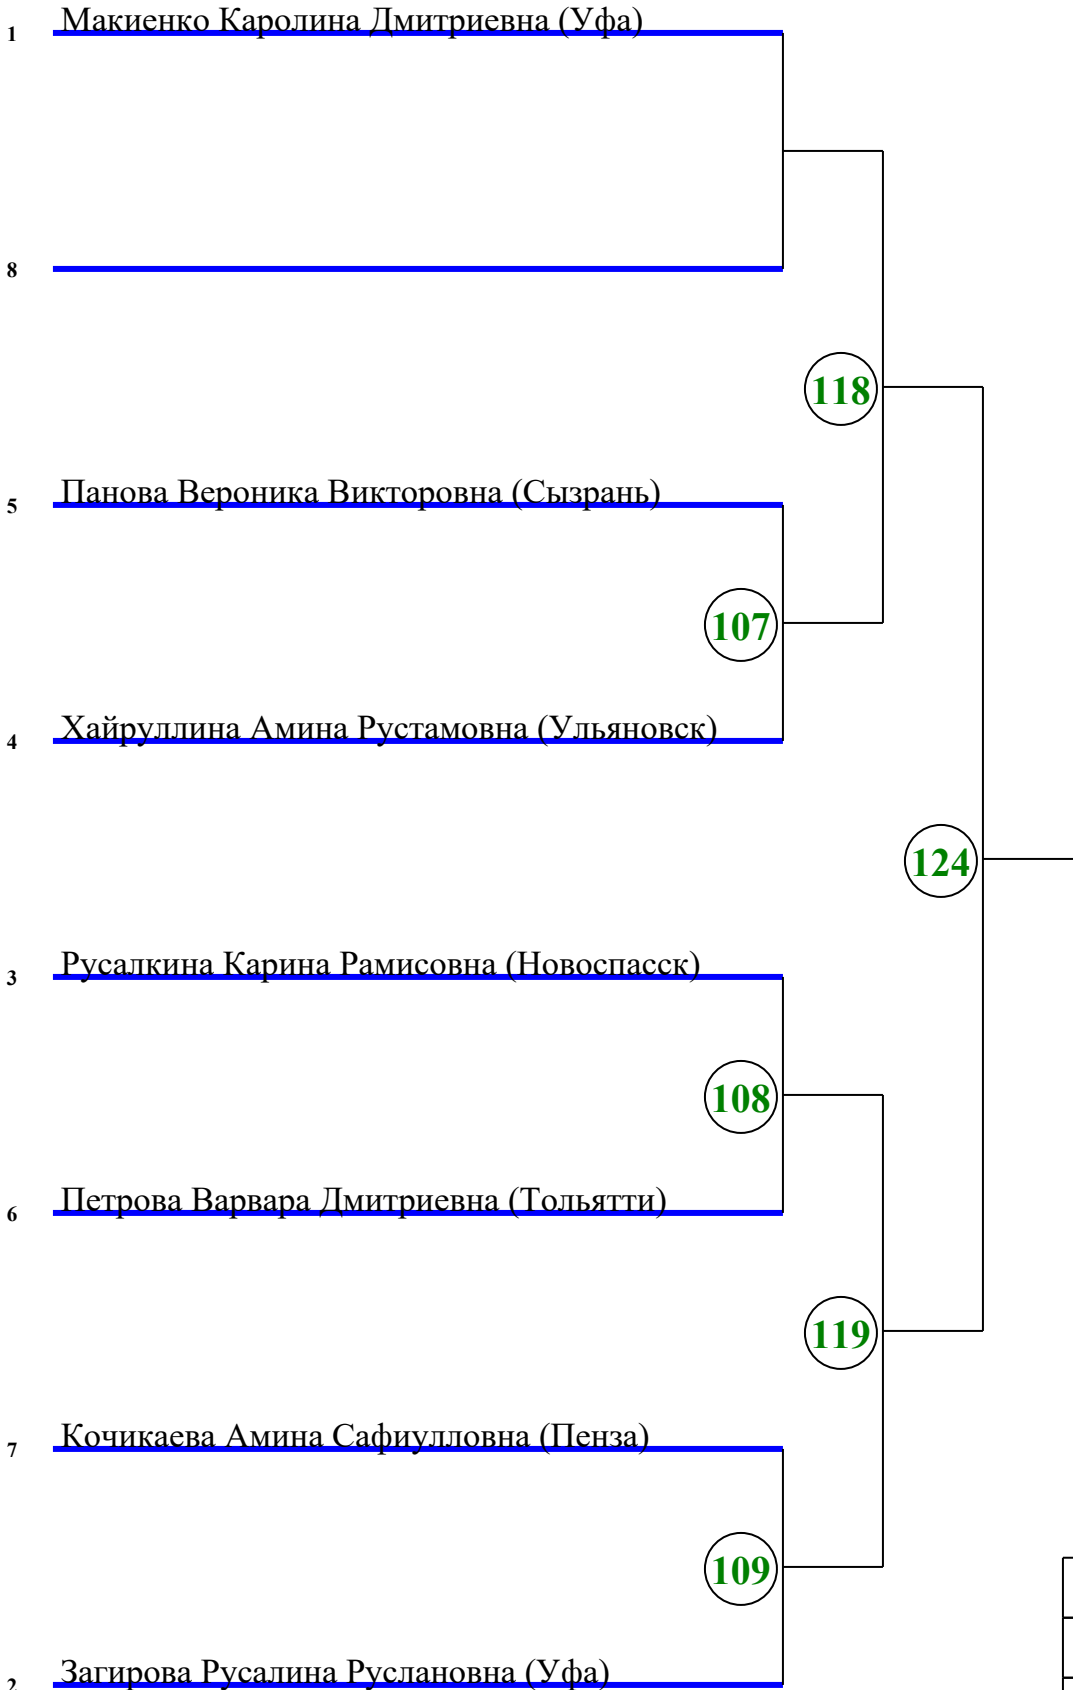 1 Макиенко Каролина Дмитриевна (Уфа)
8
118
5 Панова Вероника Викторовна (Сызрань)
107
4 Хайруллина Амина Рустамовна (Ульяновск)
124
3 Русалкина Карина Рамисовна (Новоспасск)
108
6 Петрова Варвара Дмитриевна (Тольятти)
119
7 Кочикаева Амина Сафиулловна (Пенза)
109
2 Загирова Русалина Руслановна (Уфа)